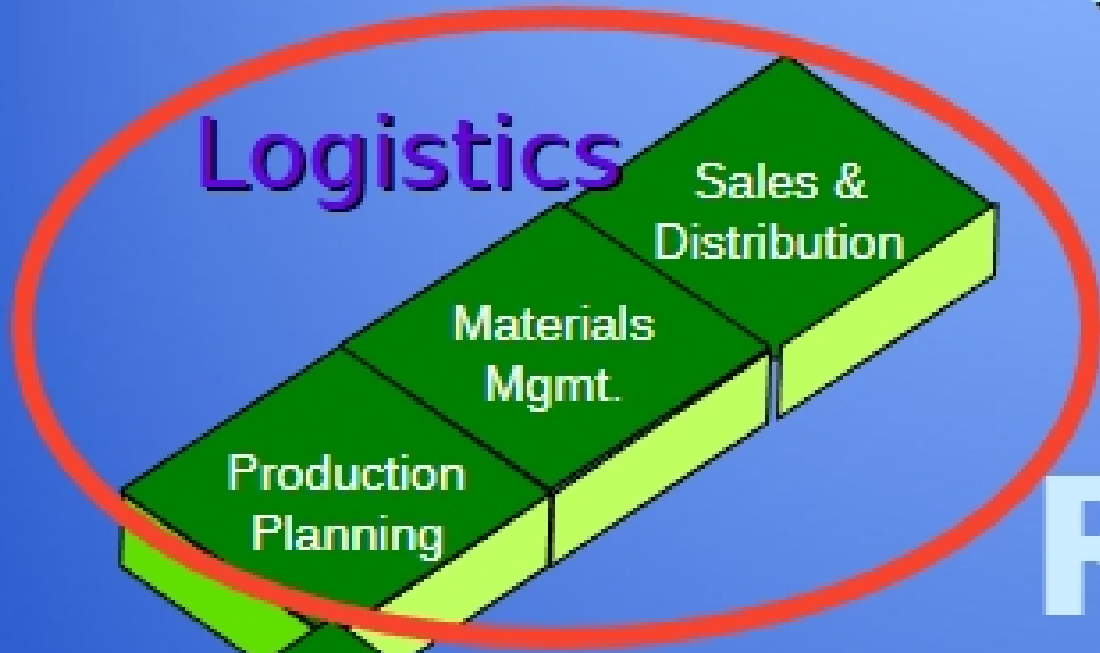 Logistics
Sales &
Distribution
Materials
Mgmt.
Production
Planning